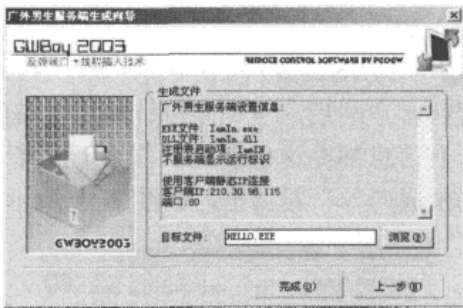 广外男生服务端生成向导
GWBoy 2003
反弹端口+线程插入技术
REMOCE CONTROL SOFTWARE BY
生成文件
广外男生服务端设置信息:
EXE文件: IamIn.exe
DLL文件: IamIn.dll
注册表启动项: IamIN
不服务端显示运行标识
使用客户端静态IP连接
客户端IP:210.30.98.115
端口:80
目标文件: HELLO.EXE
浏览(B)
GWBOY2003
完成(Q)
上一步(B)